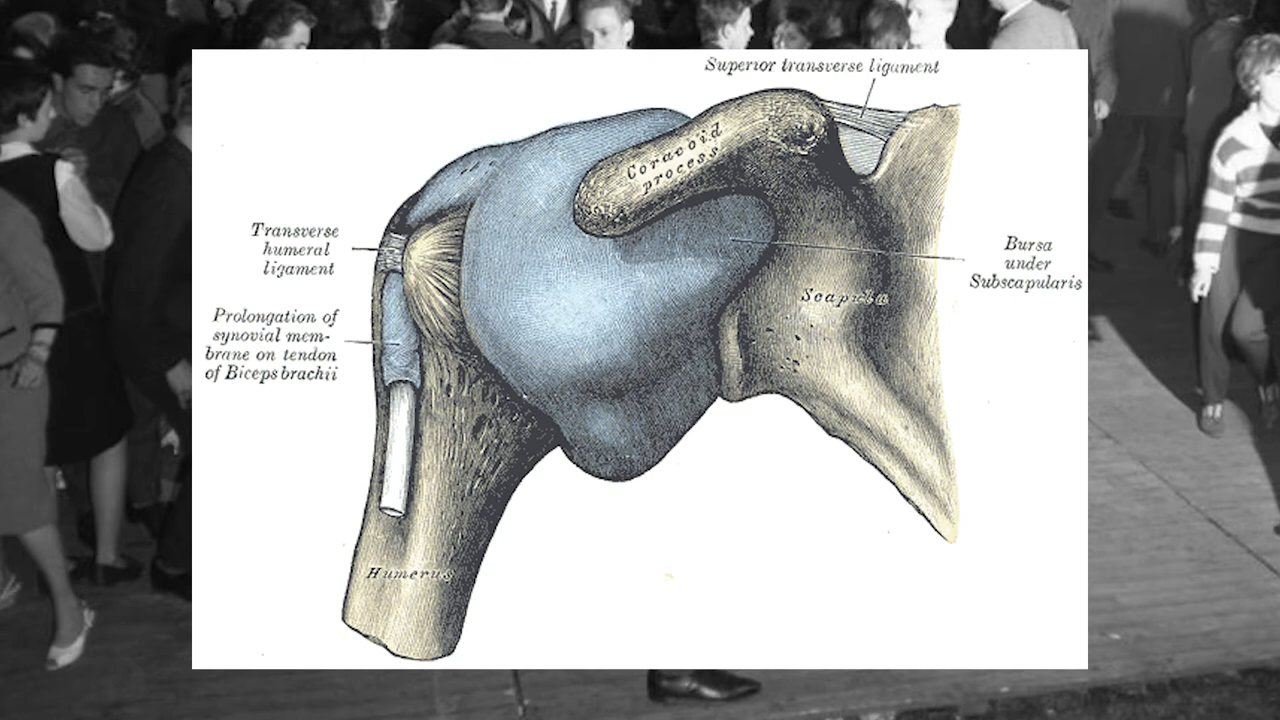 Superior transverse ligament
Coracoid
process
Transverse
humeral
ligament
Bursa
under
Subscapularis
Scapula
Prolongation of
synovial mem-
brane on tendon
of Biceps brachii
Humerus